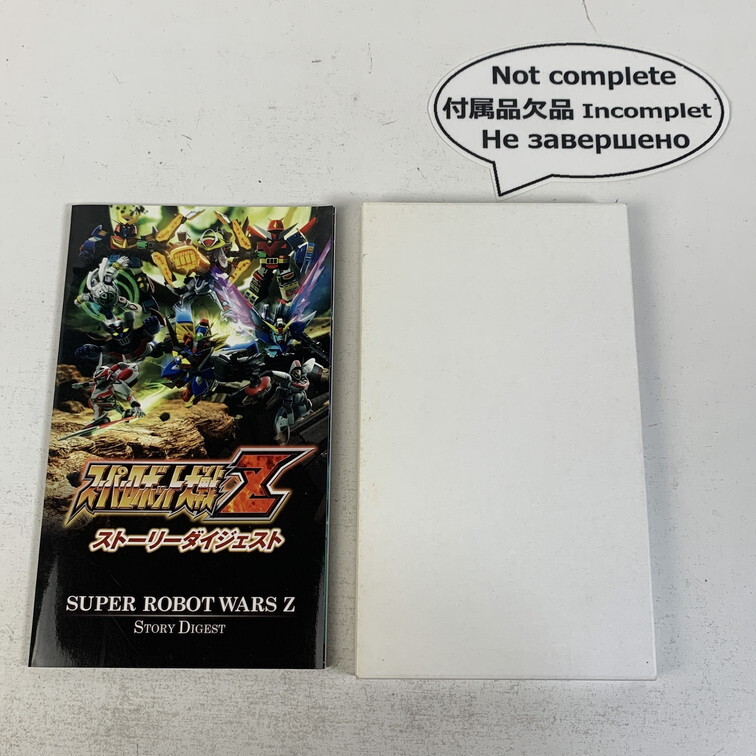 Not complete
付属品欠品 Incomplet
Не завершено
スーパーロボット大戦Z
ストーリーダイジェスト
SUPER ROBOT WARS Z
STORY DIGEST